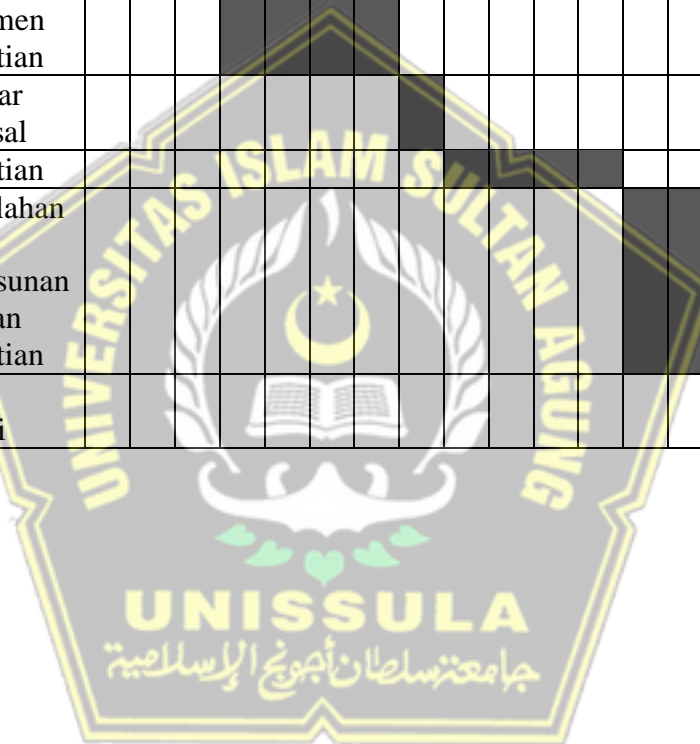 men
tian
ar
sal
tian
lahan
sunan
an
tian
i
UNIVERSITAS ISLAM SULTAN AGUNG
UNISSULA
جامعة سلطان أجونج الإسلامية